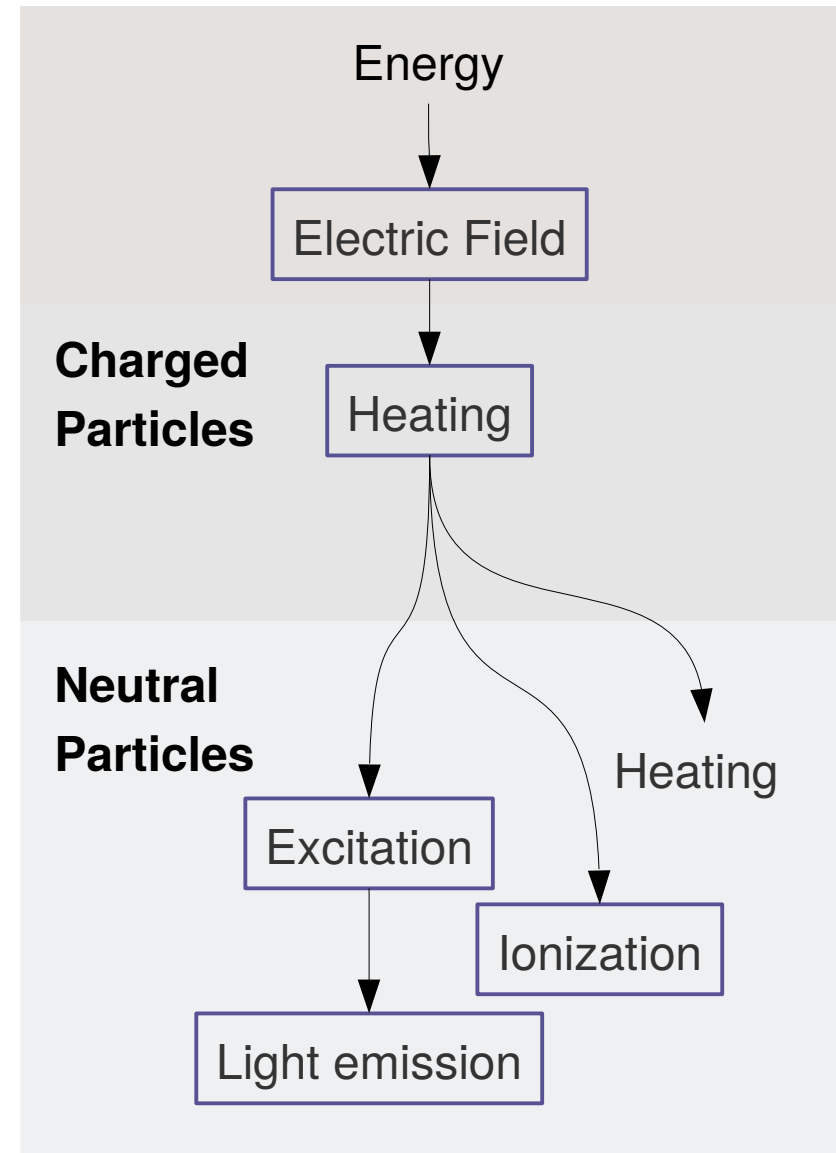 Energy
Electric Field
Charged
Particles
Heating
Neutral
Particles
Heating
Excitation
Ionization
Light emission